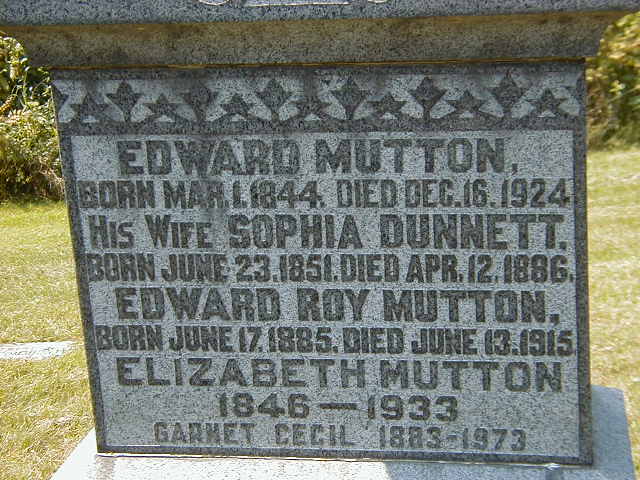 EDWARD MUTTON,
BORN MAR. 1. 1844. DIED DEC. 16. 1924.
HIS WIFE SOPHIA DUNNETT.
BORN JUNE 23. 1851. DIED APR. 12. 1886.
EDWARD ROY MUTTON,
BORN JUNE 17. 1885. DIED JUNE 13. 1915.
ELIZABETH MUTTON
1846 — 1933
GARNET CECIL 1883-1973